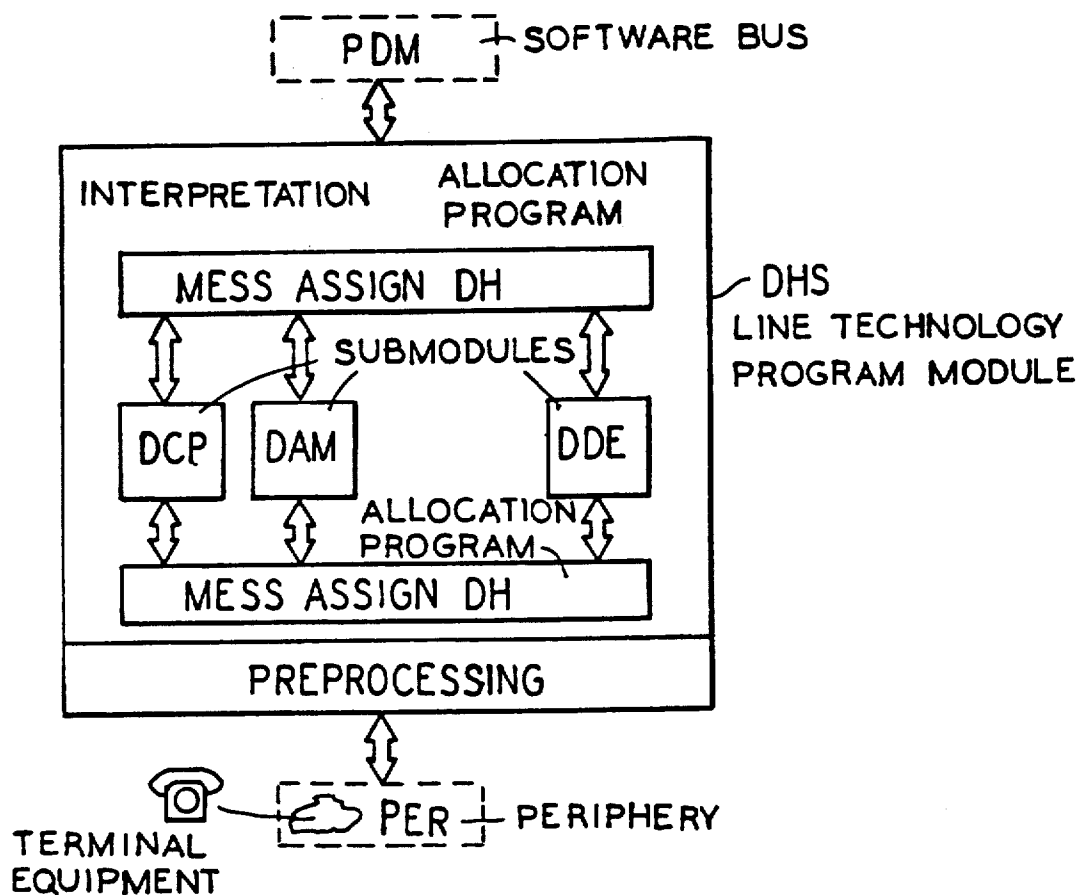 PDM
SOFTWARE BUS
INTERPRETATION
ALLOCATION
PROGRAM
MESS ASSIGN DH
DHS
LINE TECHNOLOGY
PROGRAM MODULE
SUBMODULES
DCP
DAM
DDE
ALLOCATION
PROGRAM
MESS ASSIGN DH
PREPROCESSING
PER
PERIPHERY
TERMINAL
EQUIPMENT